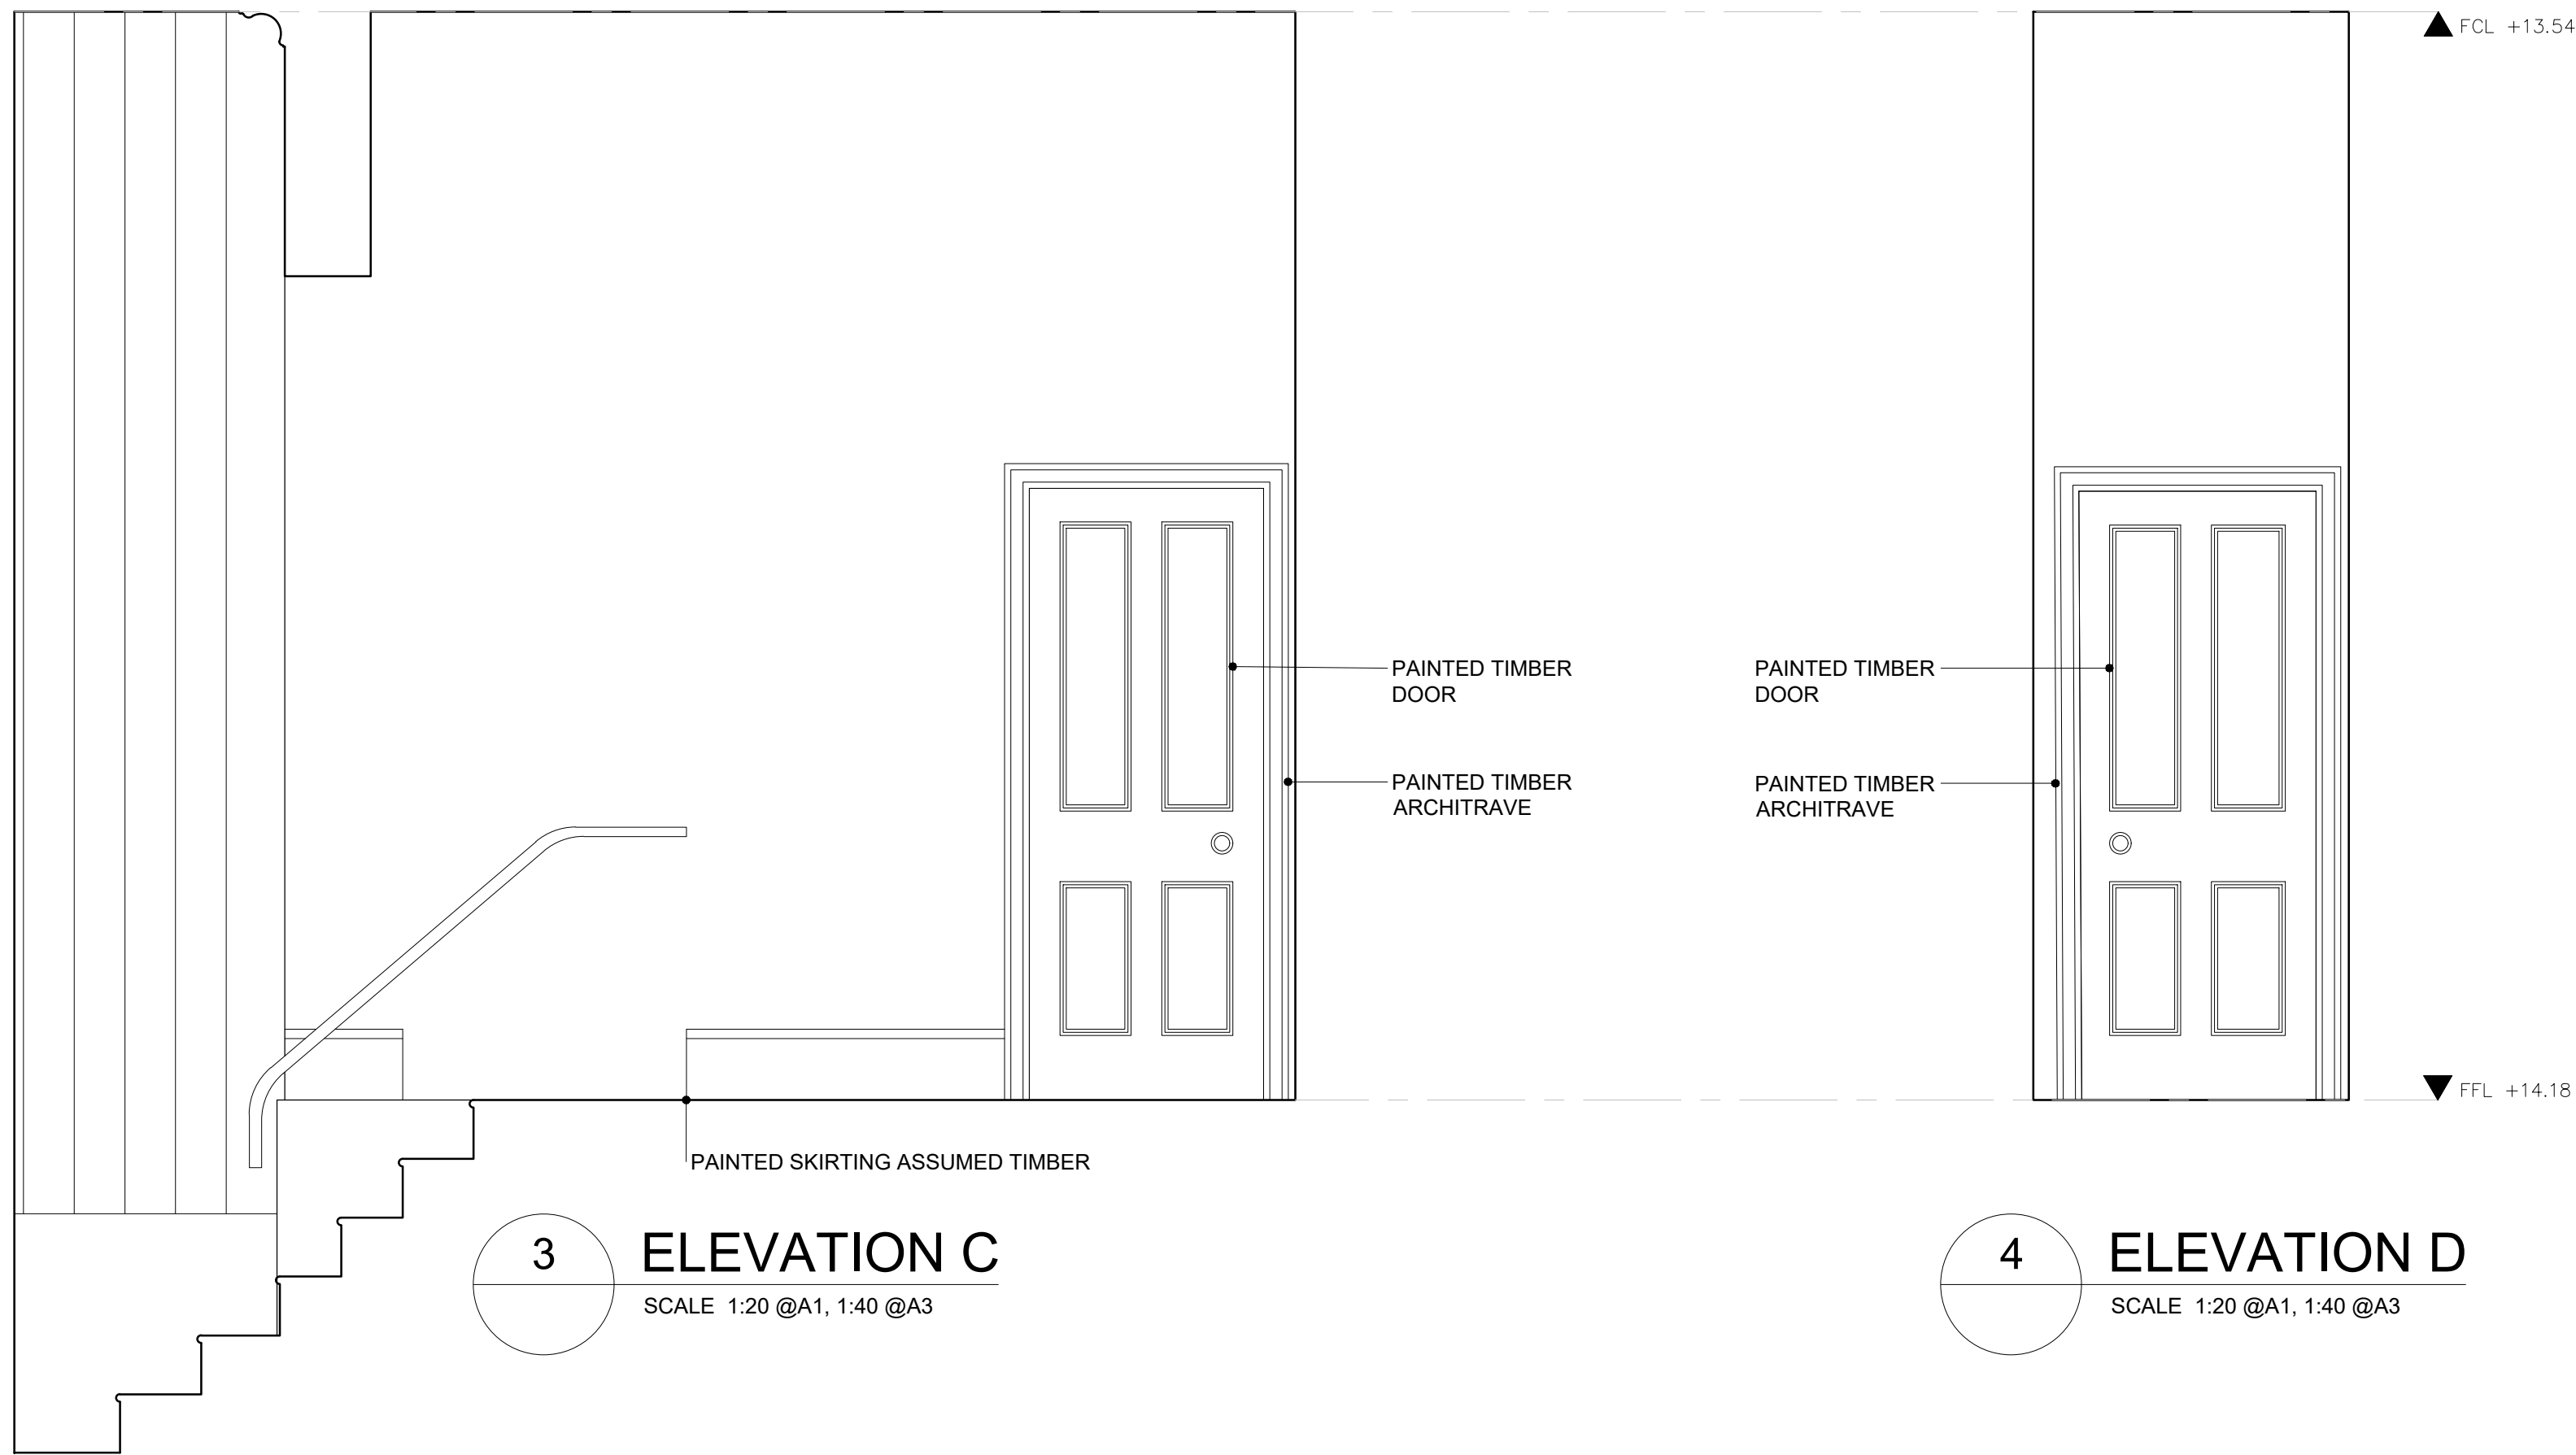 FCL +13.54
PAINTED TIMBER
DOOR
PAINTED TIMBER
ARCHITRAVE
PAINTED TIMBER
DOOR
PAINTED TIMBER
ARCHITRAVE
FFL +14.18
PAINTED SKIRTING ASSUMED TIMBER
3
ELEVATION C
SCALE 1:20 @A1, 1:40 @A3
4
ELEVATION D
SCALE 1:20 @A1, 1:40 @A3